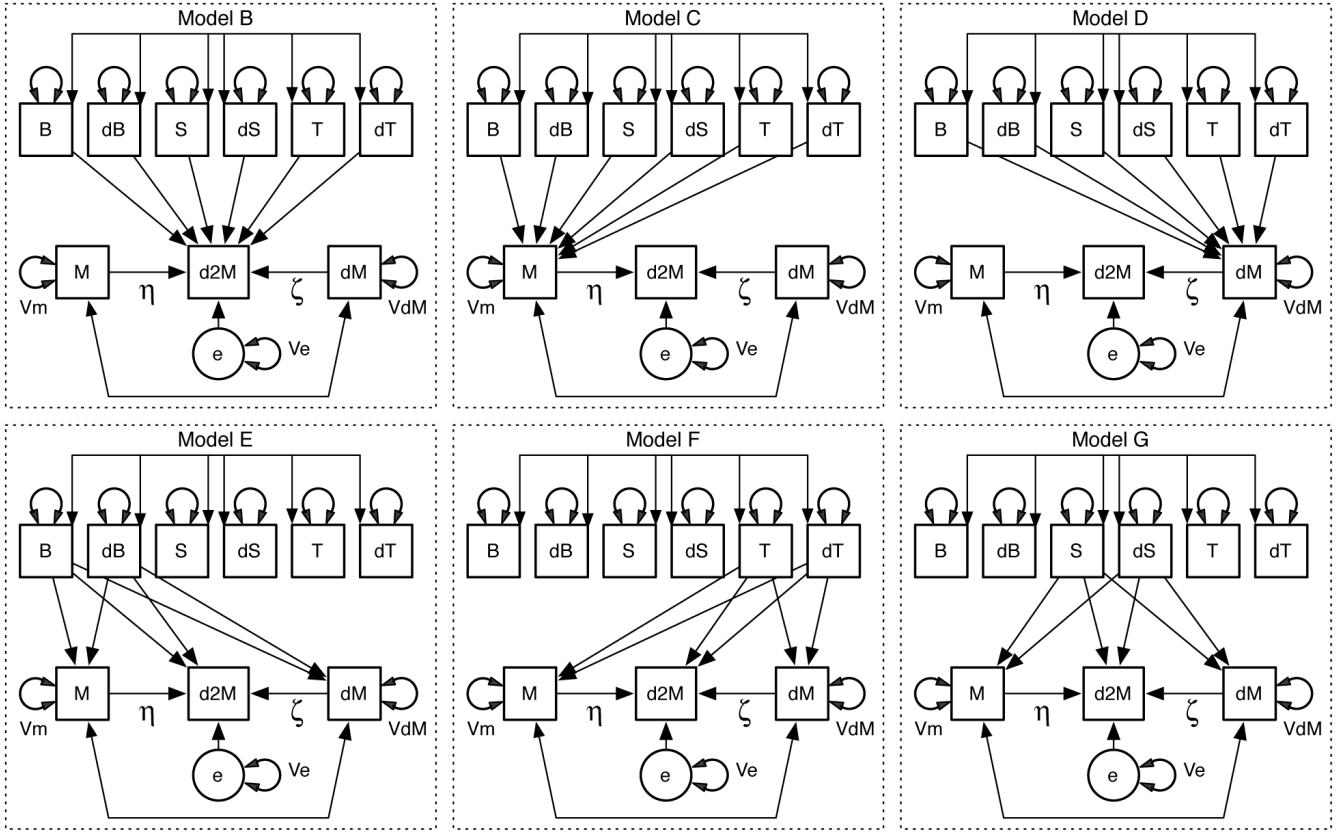 Model B
B dB S dS T dT
M d2M dM
η ζ
Vm VdM
e Ve
Model C
B dB S dS T dT
M d2M dM
η ζ
Vm VdM
e Ve
Model D
B dB S dS T dT
M d2M dM
η ζ
Vm VdM
e Ve
Model E
B dB S dS T dT
M d2M dM
η ζ
Vm VdM
e Ve
Model F
B dB S dS T dT
M d2M dM
η ζ
Vm VdM
e Ve
Model G
B dB S dS T dT
M d2M dM
η ζ
Vm VdM
e Ve